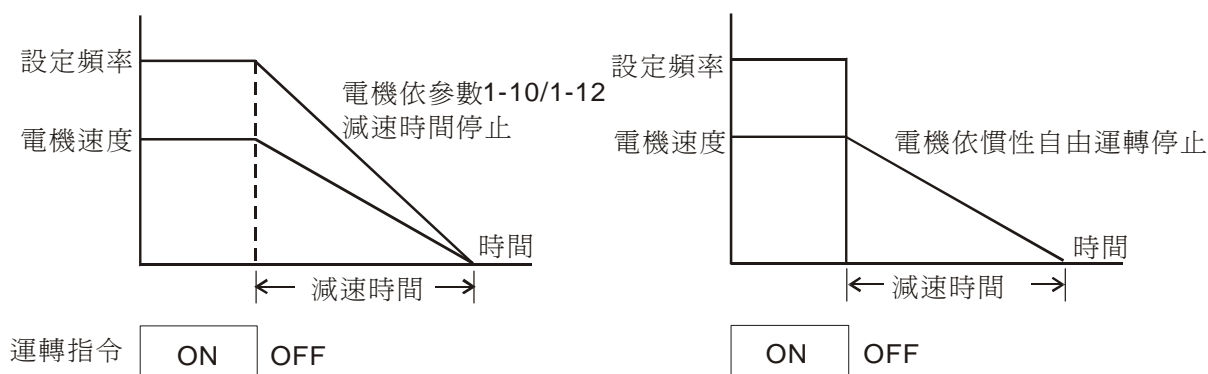 設定頻率
電機速度
電機依參數1-10/1-12
減速時間停止
時間
減速時間
運轉指令
ON
OFF
設定頻率
電機速度
電機依慣性自由運轉停止
時間
減速時間
ON
OFF